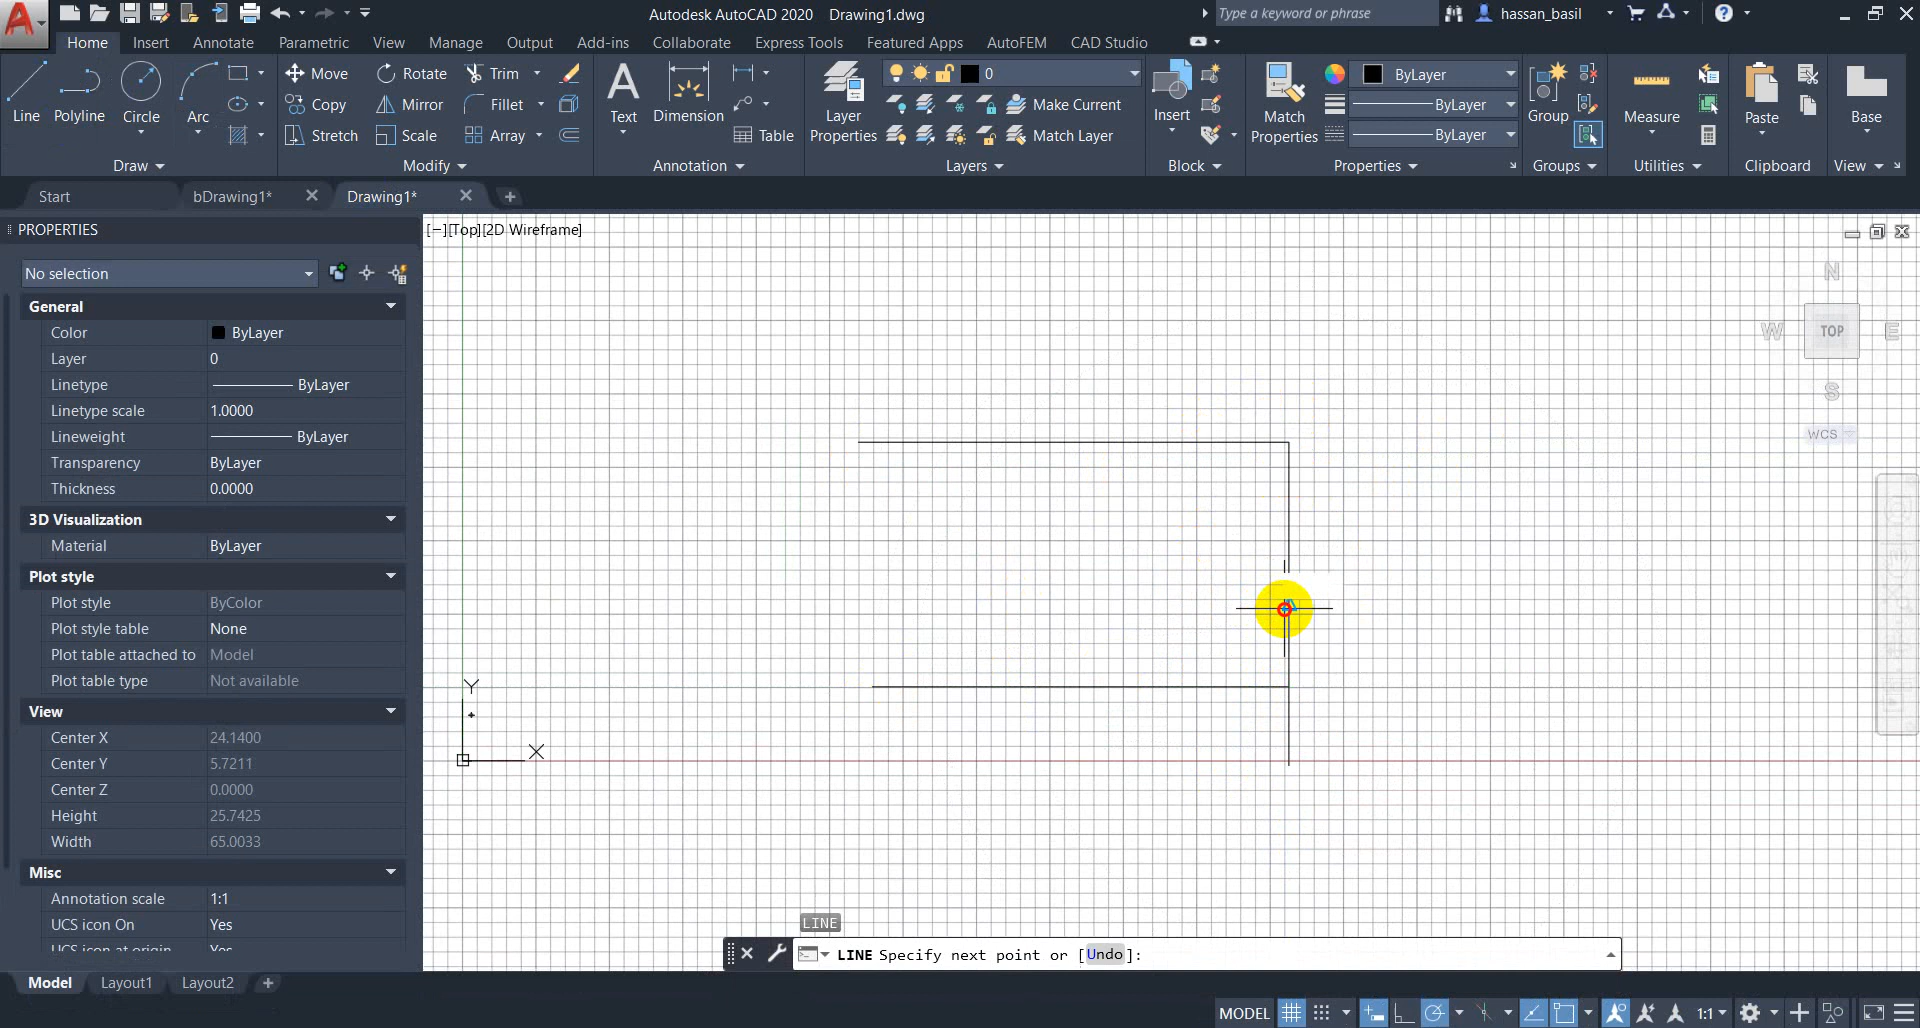 Autodesk AutoCAD 2020 Drawing1.dwg
Type a keyword or phrase
hassan_basil
Home Insert Annotate Parametric View Manage Output Add-ins Collaborate Express Tools Featured Apps AutoFEM CAD Studio
Line
Polyline
Circle
Arc
Draw
Move
Rotate
Trim
Copy
Mirror
Fillet
Stretch
Scale
Array
Modify
Text
Dimension
Table
Annotation
Layer
Properties
0
Make Current
Match Layer
Layers
Insert
Block
Match
Properties
ByLayer
ByLayer
ByLayer
Properties
Group
Groups
Measure
Utilities
Paste
Clipboard
Base
View
Start
bDrawing1*
Drawing1*
PROPERTIES
No selection
General
Color ByLayer
Layer 0
Linetype ByLayer
Linetype scale 1.0000
Lineweight ByLayer
Transparency ByLayer
Thickness 0.0000
3D Visualization
Material ByLayer
Plot style
Plot style ByColor
Plot style table None
Plot table attached to Model
Plot table type Not available
View
Center X 24.1400
Center Y 5.7211
Center Z 0.0000
Height 25.7425
Width 65.0033
Misc
Annotation scale 1:1
UCS icon On Yes
UCS icon at origin Yes
[−][Top][2D Wireframe]
N
W TOP E
S
WCS
Y
X
LINE
LINE Specify next point or [Undo]:
Model Layout1 Layout2
MODEL
1:1